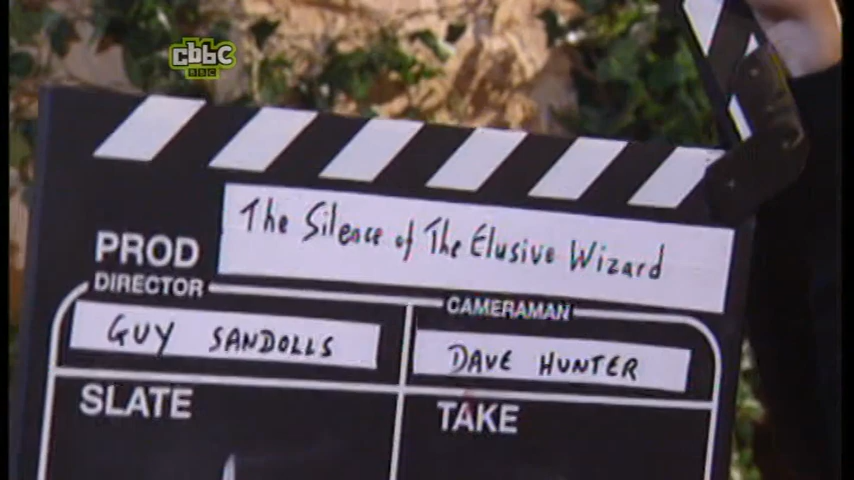 cbbc
BBC
The Silence of The Elusive Wizard
PROD
DIRECTOR
CAMERAMAN
GUY SANDOLLS
DAVE HUNTER
SLATE
TAKE